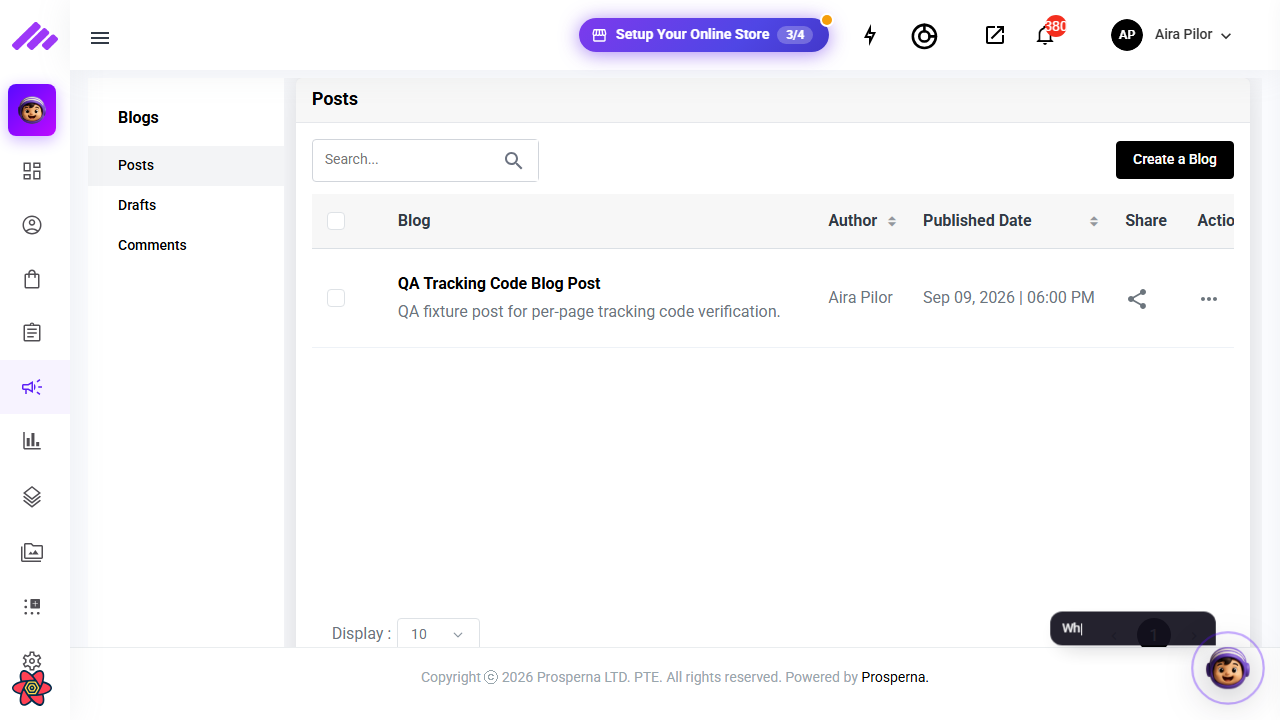 Setup Your Online Store 3/4
380
AP Aira Pilor
Blogs
Posts
Drafts
Comments
Posts
Search...
Create a Blog
Blog Author Published Date Share Actio
QA Tracking Code Blog Post
QA fixture post for per-page tracking code verification.
Aira Pilor Sep 09, 2026 | 06:00 PM
Display : 10
Wh
1
Copyright © 2026 Prosperna LTD. PTE. All rights reserved. Powered by Prosperna.